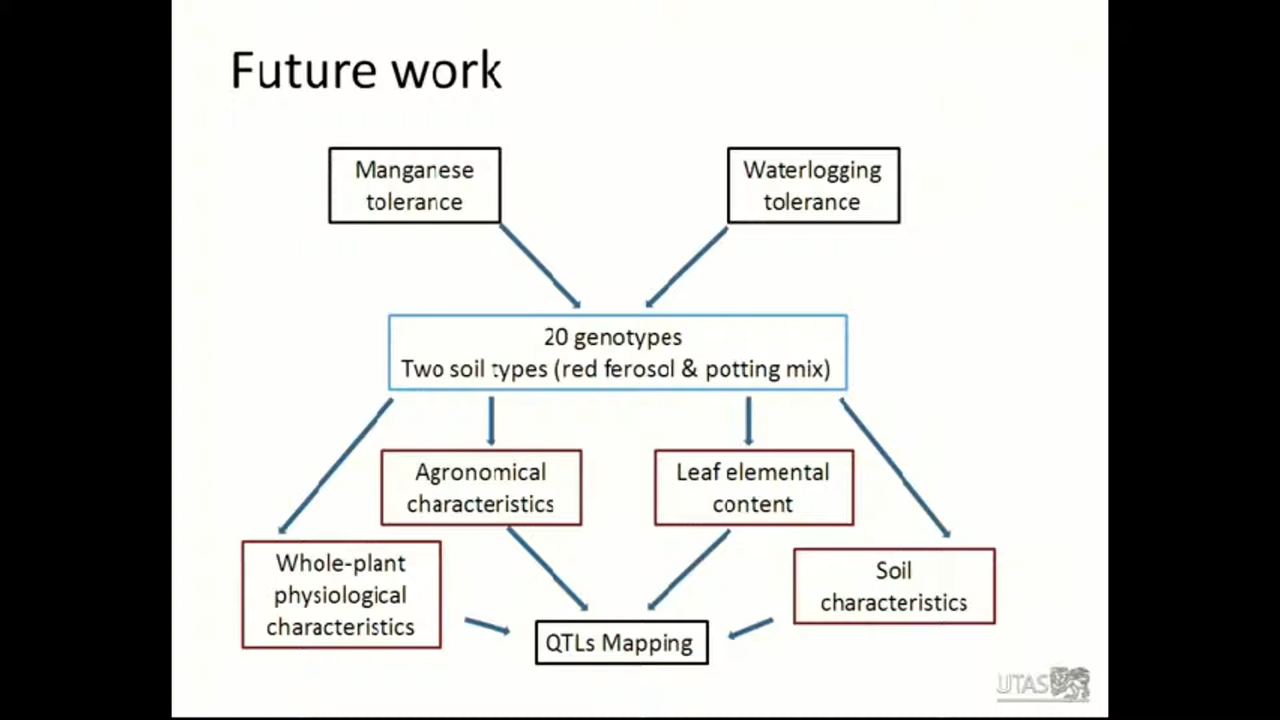 Future work
Manganese
tolerance
Waterlogging
tolerance
20 genotypes
Two soil types (red ferosol & potting mix)
Agronomical
characteristics
Leaf elemental
content
Whole-plant
physiological
characteristics
Soil
characteristics
QTLs Mapping
UTAS